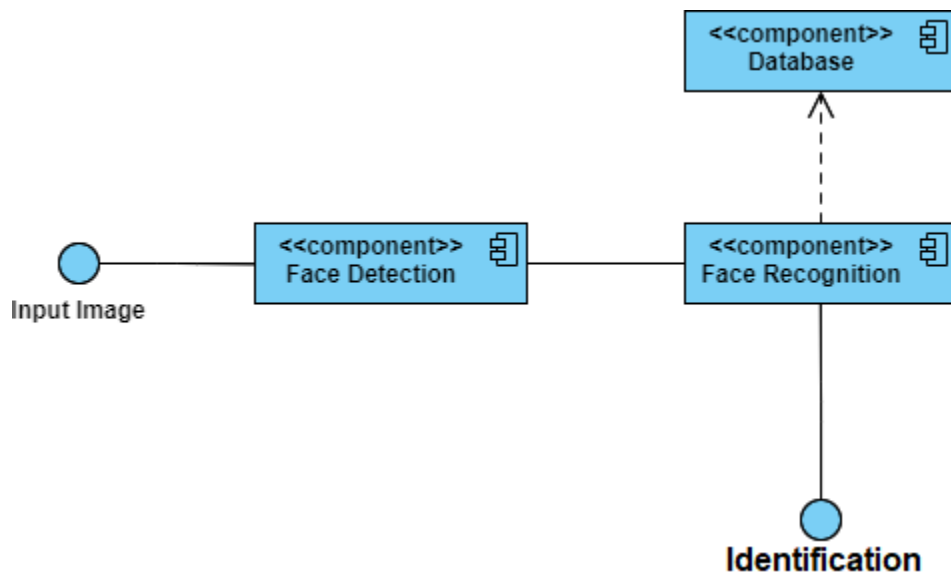 <<component>>
Database
<<component>>
Face Detection
<<component>>
Face Recognition
Input Image
Identification